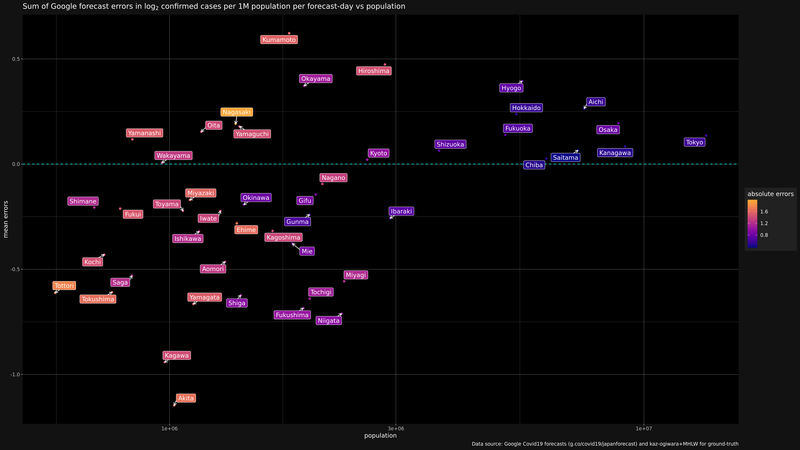 Sum of Google forecast errors in log2 confirmed cases per 1M population per forecast-day vs population
Kumamoto
Hiroshima
0.5
Okayama
Hyogo
Aichi
Hokkaido
Nagasaki
Oita
Yamaguchi
Fukuoka
Osaka
Yamanashi
Tokyo
Shizuoka
Wakayama
Kyoto
Kanagawa
Saitama
0.0
Chiba
Nagano
Miyazaki
Okinawa
Shimane
Toyama
Gifu
Ibaraki
Fukui
Iwate
Gunma
Ehime
Ishikawa
Kagoshima
Mie
Kochi
Aomori
-0.5
Miyagi
Saga
Tottori
Tochigi
Tokushima
Yamagata
Shiga
Fukushima
Niigata
Kagawa
-1.0
Akita
mean errors
1e+06
3e+06
1e+07
population
absolute errors
1.6
1.2
0.8
Data source: Google Covid19 forecasts (g.co/covid19/japanforecast) and kaz-ogiwara+MHLW for ground-truth